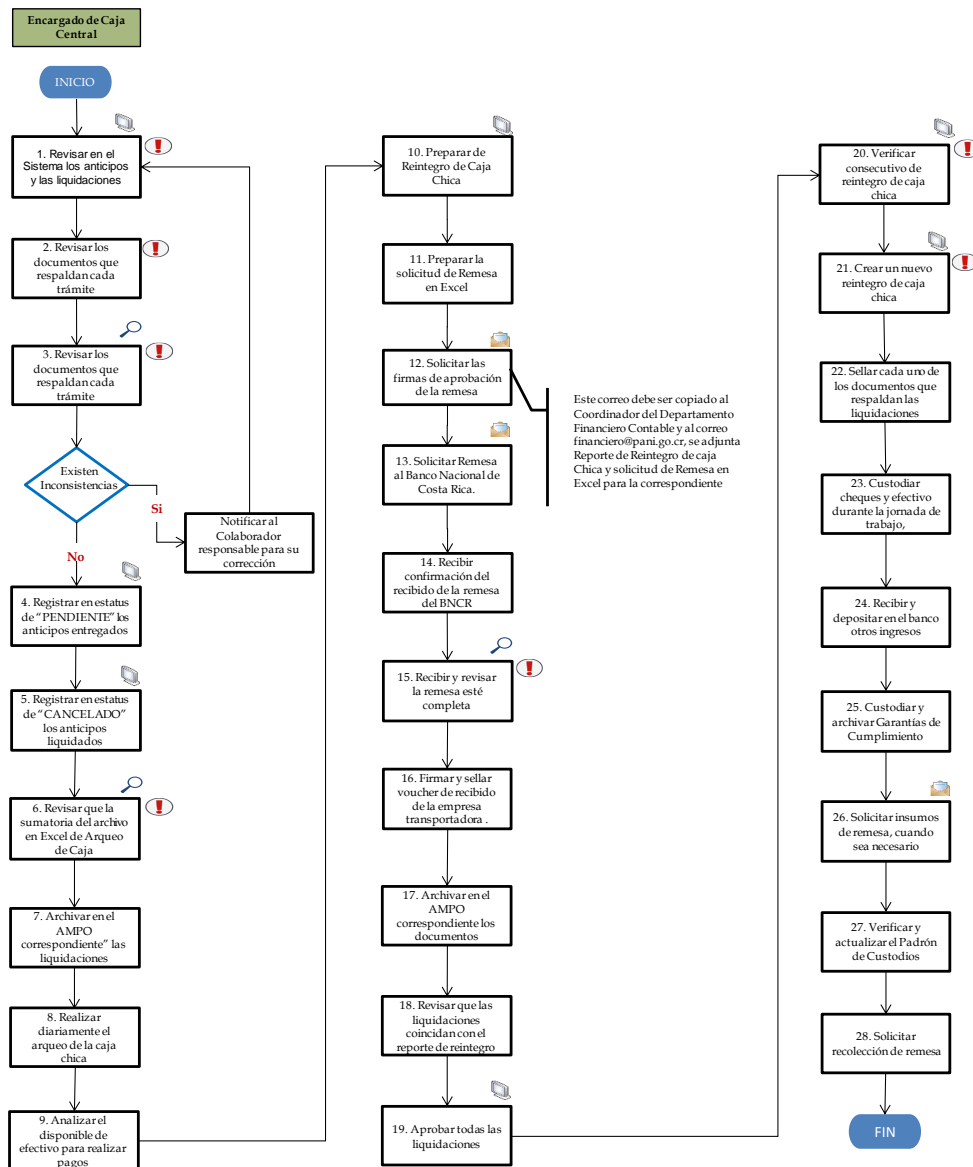 Encargado de Caja
Central
INICIO
1. Revisar en el
Sistema los anticipos
y las liquidaciones
2. Revisar los
documentos que
respaldan cada
trámite
3. Revisar los
documentos que
respaldan cada
trámite
Existen
Inconsistencias
Si
No
Notificar al
Colaborador
responsable para su
corrección
4. Registrar en estatus
de "PENDIENTE" los
anticipos entregados
5. Registrar en estatus
de "CANCELADO"
los anticipos
liquidados
6. Revisar que la
sumatoria del archivo
en Excel de Arqueo
de Caja
7. Archivar en el
AMPO
correspondiente" las
liquidaciones
8. Realizar
diariamente el
arqueo de la caja
chica
9. Analizar el
disponible de
efectivo para realizar
pagos
10. Preparar de
Reintegro de Caja
Chica
11. Preparar la
solicitud de Remesa
en Excel
12. Solicitar las
firmas de aprobación
de la remesa
Este correo debe ser copiado al
Coordinador del Departamento
Financiero Contable y al correo
financiero@pani.go.cr, se adjunta
Reporte de Reintegro de caja
Chica y solicitud de Remesa en
Excel para la correspondiente
13. Solicitar Remesa
al Banco Nacional de
Costa Rica.
14. Recibir
confirmación del
recibido de la remesa
del BNCR
15. Recibir y revisar
la remesa esté
completa
16. Firmar y sellar
voucher de recibido
de la empresa
transportadora .
17. Archivar en el
AMPO
correspondiente los
documentos
18. Revisar que las
liquidaciones
coincidan con el
reporte de reintegro
19. Aprobar todas las
liquidaciones
20. Verificar
consecutivo de
reintegro de caja
chica
21. Crear un nuevo
reintegro de caja
chica
22. Sellar cada uno de
los documentos que
respaldan las
liquidaciones
23. Custodiar
cheques y efectivo
durante la jornada de
trabajo,
24. Recibir y
depositar en el banco
otros ingresos
25. Custodiar y
archivar Garantías de
Cumplimiento
26. Solicitar insumos
de remesa, cuando
sea necesario
27. Verificar y
actualizar el Padrón
de Custodios
28. Solicitar
recolección de remesa
FIN